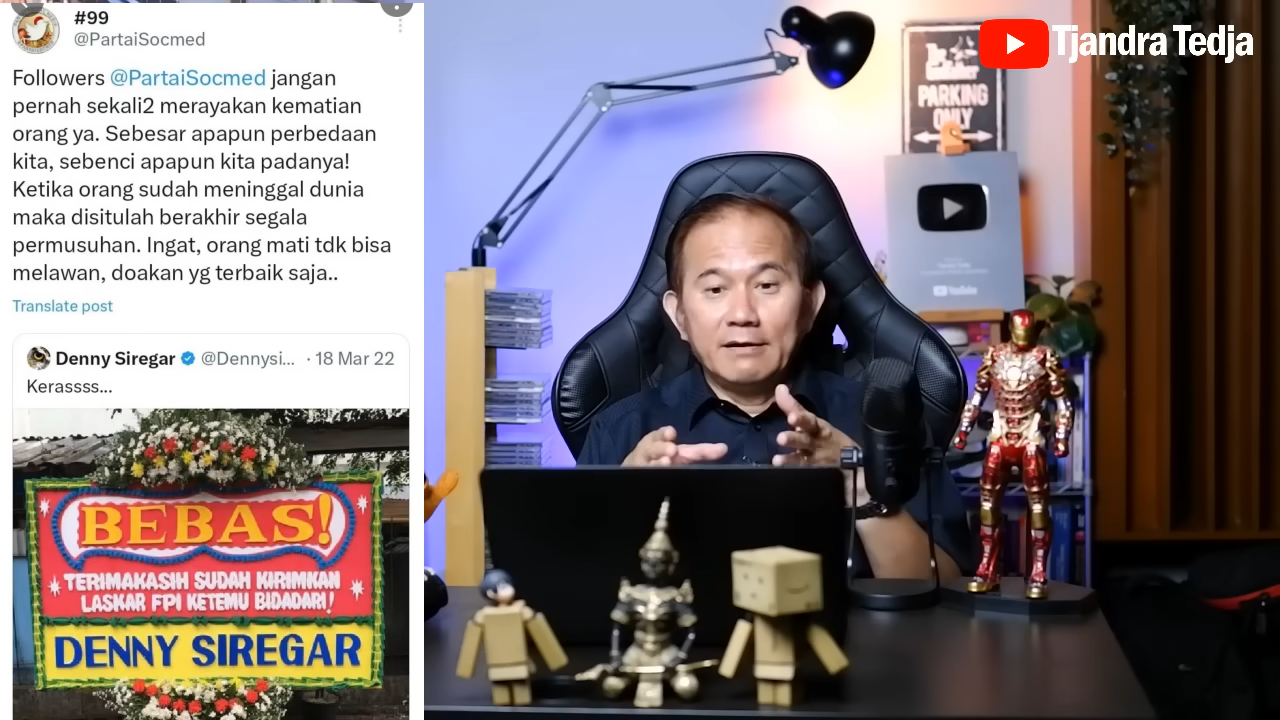 #99
@PartaiSocmed
Followers @PartaiSocmed jangan
pernah sekali2 merayakan kematian
orang ya. Sebesar apapun perbedaan
kita, sebenci apapun kita padanya!
Ketika orang sudah meninggal dunia
maka disitulah berakhir segala
permusuhan. Ingat, orang mati tdk bisa
melawan, doakan yg terbaik saja..
Translate post
Denny Siregar @Dennysi... · 18 Mar 22
Kerassss...
BEBAS!
TERIMAKASIH SUDAH KIRIMKAN
LASKAR FPI KETEMU BIDADARI!
DENNY SIREGAR
Tjandra Tedja
PARKING
ONLY
YouTube